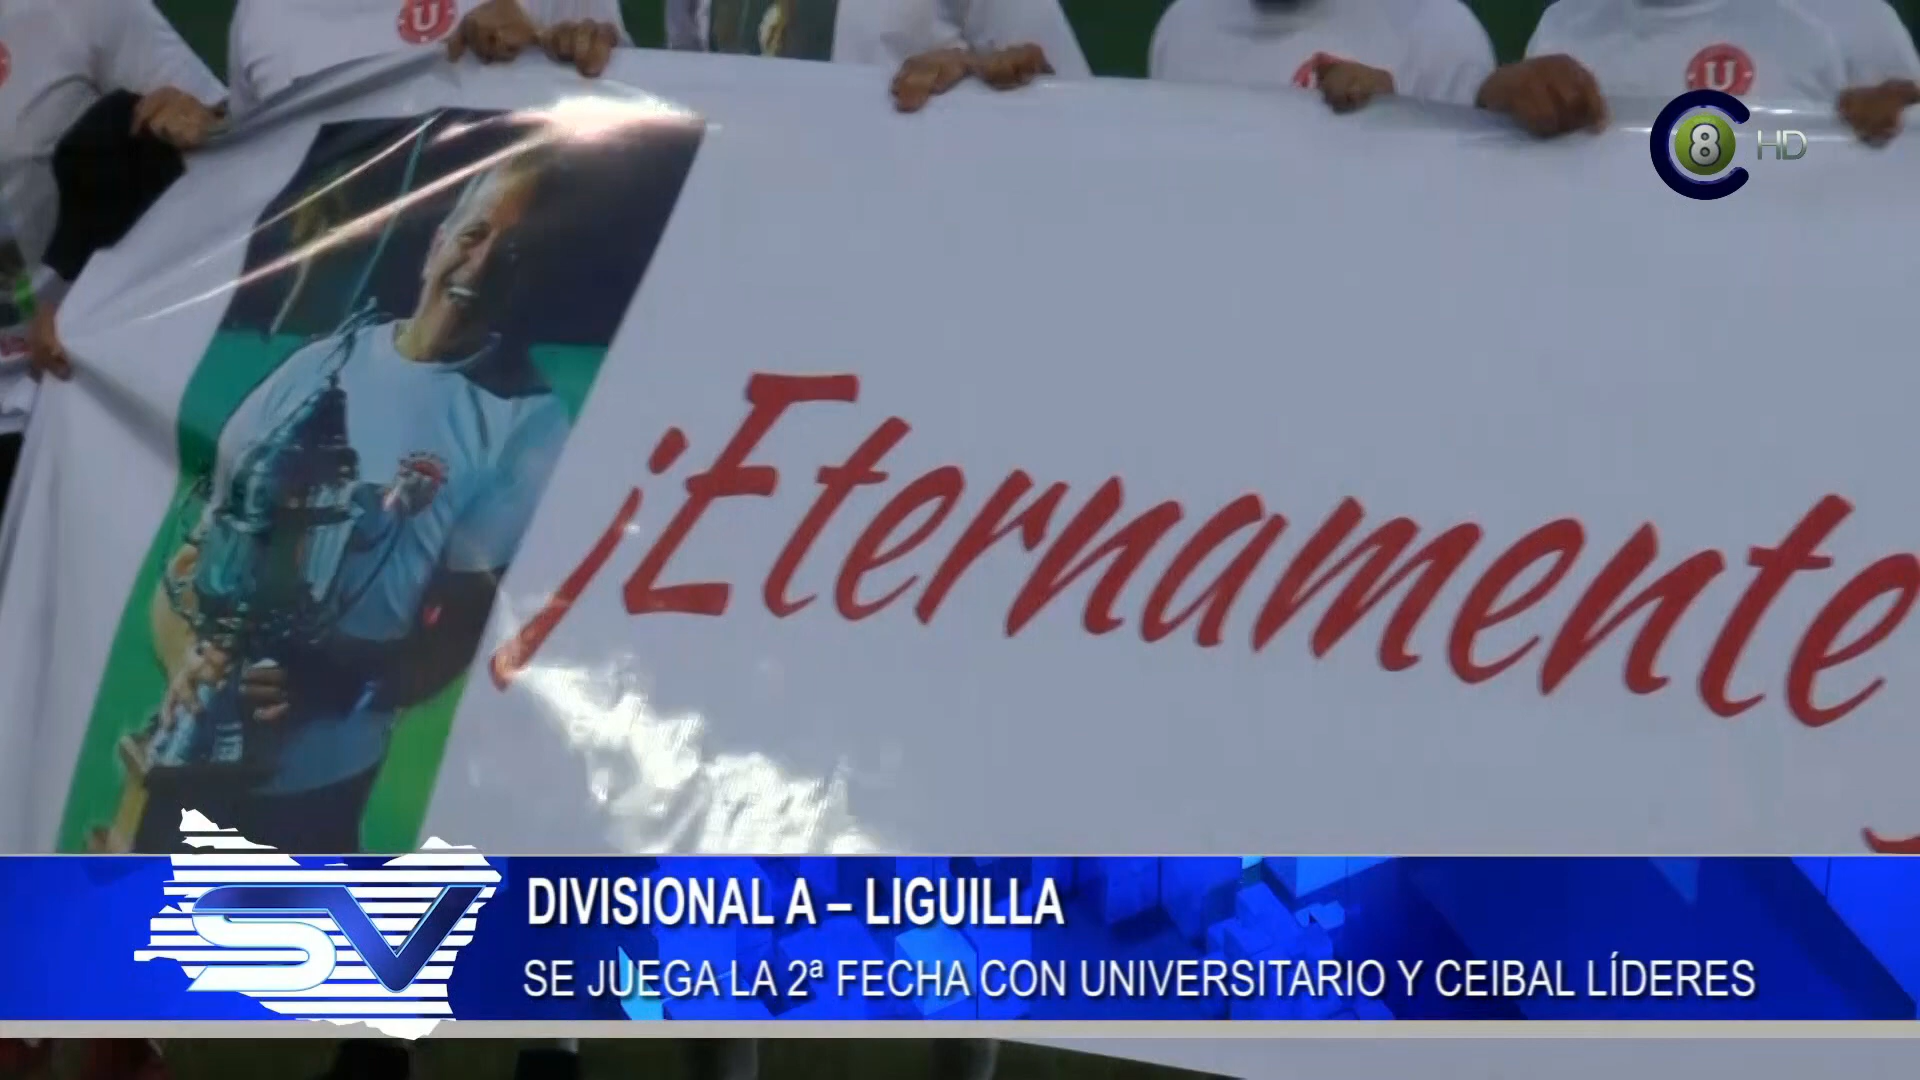 U
U
8 HD
¡Eternamente
SV
DIVISIONAL A – LIGUILLA
SE JUEGA LA 2ª FECHA CON UNIVERSITARIO Y CEIBAL LÍDERES